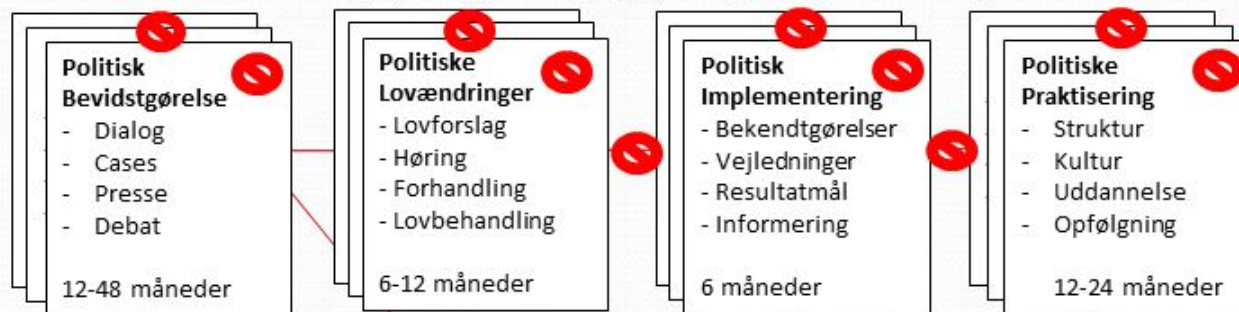 Politisk
Bevidstgørelse
- Dialog
- Cases
- Presse
- Debat
12-48 måneder
Politiske
Lovændringer
- Lovforslag
- Høring
- Forhandling
- Lovbehandling
6-12 måneder
Politisk
Implementering
- Bekendtgørelser
- Vejledninger
- Resultatmål
- Informering
6 måneder
Politiske
Praktisering
- Struktur
- Kultur
- Uddannelse
- Opfølgning
12-24 måneder